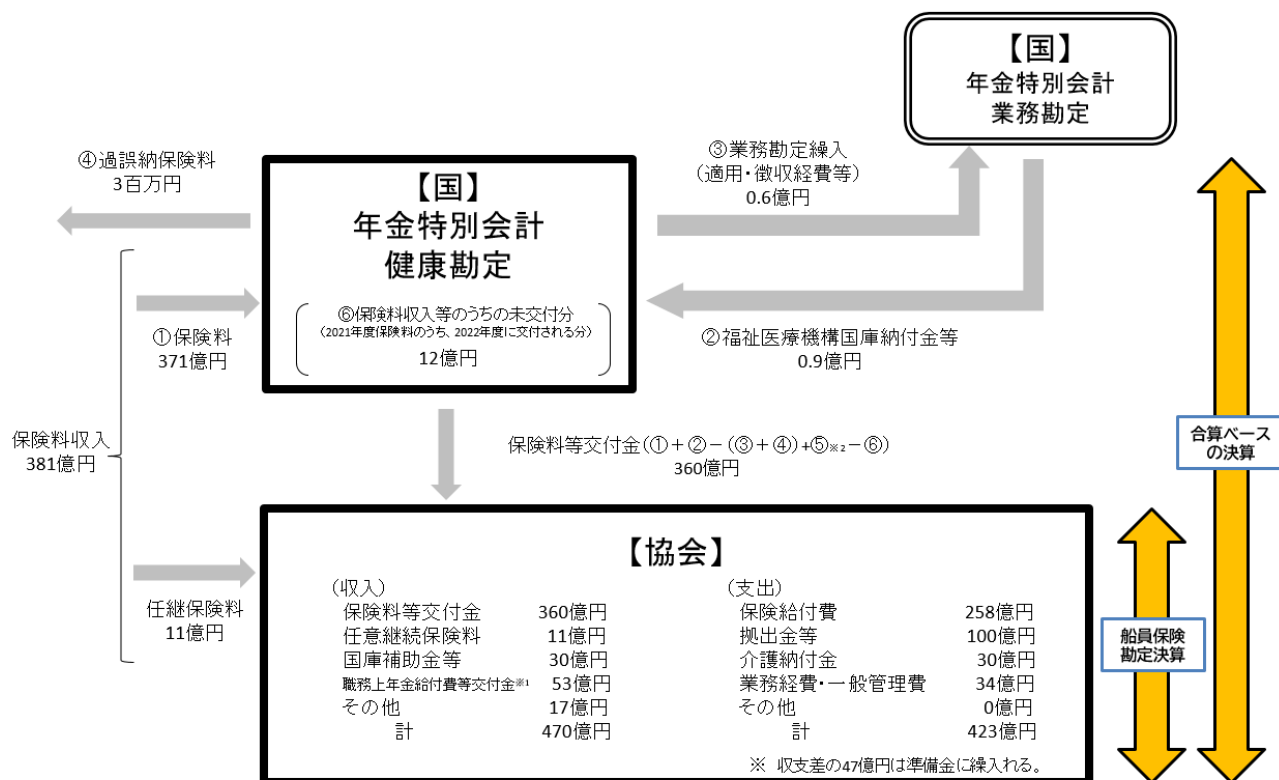 【国】
年金特別会計
業務勘定
④過誤納保険料
3百万円
③業務勘定繰入
（適用・徴収経費等）
0.6億円
【国】
年金特別会計
健康勘定
⑥保険料収入等のうちの未交付分
（2021年度保険料のうち、2022年度に交付される分）
12億円
①保険料
371億円
②福祉医療機構国庫納付金等
0.9億円
保険料収入
381億円
保険料等交付金(①＋②－(③＋④)＋⑤※2－⑥)
360億円
合算ベース
の決算
任継保険料
11億円
【協会】
（収入）
保険料等交付金 360億円
任意継続保険料 11億円
国庫補助金等 30億円
職務上年金給付費等交付金※1 53億円
その他 17億円
計 470億円
（支出）
保険給付費 258億円
拠出金等 100億円
介護納付金 30億円
業務経費・一般管理費 34億円
その他 0億円
計 423億円
※ 収支差の47億円は準備金に繰入れる。
船員保険
勘定決算